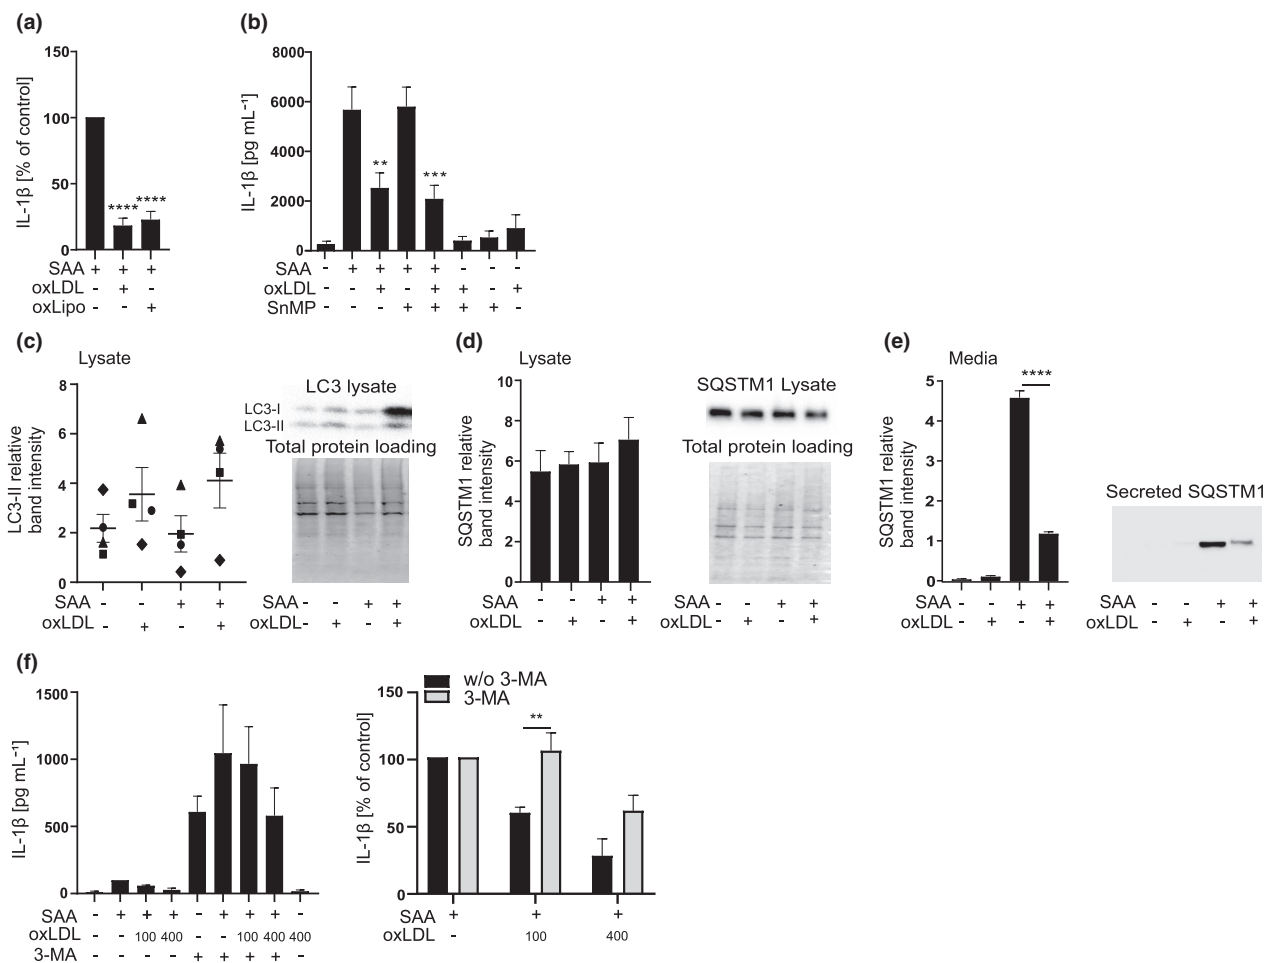 (a)
IL-1β [% of control]
150
100
50
0
****
****
SAA + + +
oxLDL - + -
oxLipo - - +
(b)
IL-1β [pg mL⁻¹]
8000
6000
4000
2000
0
**
***
SAA - + + + + - - -
oxLDL - - + - + + - +
SnMP - - - + + + + -
(c)
Lysate
LC3-II relative
band intensity
8
6
4
2
0
SAA - - + +
oxLDL - + - +
LC3 lysate
LC3-I
LC3-II
Total protein loading
SAA - - + +
oxLDL - + - +
(d)
Lysate
SQSTM1 relative
band intensity
10
8
6
4
2
0
SAA - - + +
oxLDL - + - +
SQSTM1 Lysate
Total protein loading
SAA - - + +
oxLDL - + - +
(e)
Media
SQSTM1 relative
band intensity
5
4
3
2
1
0
****
SAA - - + +
oxLDL - + - +
Secreted SQSTM1
SAA - - + +
oxLDL - + - +
(f)
IL-1β [pg mL⁻¹]
1500
1000
500
0
SAA - + + + - + + + -
oxLDL - - 100 400 - - 100 400 400
3-MA - - - - + + + + -
w/o 3-MA
3-MA
IL-1β [% of control]
150
100
50
0
**
SAA + + +
oxLDL - 100 400